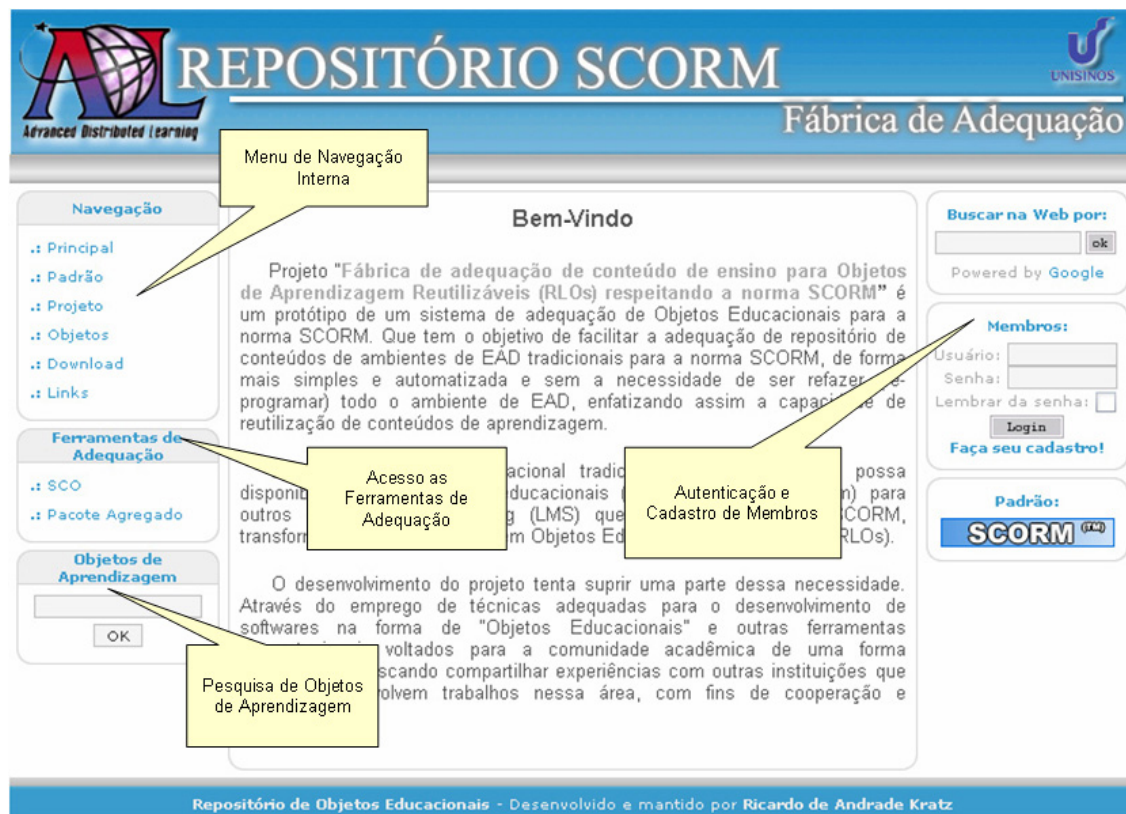 ADL
Advanced Distributed Learning
REPOSITÓRIO SCORM
UNISINOS
Fábrica de Adequação
Menu de Navegação
Interna
Navegação
.: Principal
.: Padrão
.: Projeto
.: Objetos
.: Download
.: Links
Ferramentas de
Adequação
.: SCO
.: Pacote Agregado
Objetos de
Aprendizagem
OK
Bem-Vindo
Projeto "Fábrica de adequação de conteúdo de ensino para Objetos
de Aprendizagem Reutilizáveis (RLOs) respeitando a norma SCORM" é
um protótipo de um sistema de adequação de Objetos Educacionais para a
norma SCORM. Que tem o objetivo de facilitar a adequação de repositório de
conteúdos de ambientes de EAD tradicionais para a norma SCORM, de forma
mais simples e automatizada e sem a necessidade de ser refazer
programar) todo o ambiente de EAD, enfatizando assim a de
reutilização de conteúdos de aprendizagem.
possa
para
outros (LMS) SCORM,
RLOs).
O desenvolvimento do projeto tenta suprir uma parte dessa necessidade.
Através do emprego de técnicas adequadas para o desenvolvimento de
softwares na forma de "Objetos Educacionais" e outras ferramentas
voltados para a comunidade acadêmica de uma forma
compartilhar experiências com outras instituições que
trabalhos nessa área, com fins de cooperação e
Acesso as
Ferramentas de
Adequação
Autenticação e
Cadastro de Membros
Pesquisa de Objetos
de Aprendizagem
Buscar na Web por:
ok
Powered by Google
Membros:
Usuário:
Senha:
Lembrar da senha:
Login
Faça seu cadastro!
Padrão:
SCORM (TM)
Repositório de Objetos Educacionais - Desenvolvido e mantido por Ricardo de Andrade Kratz